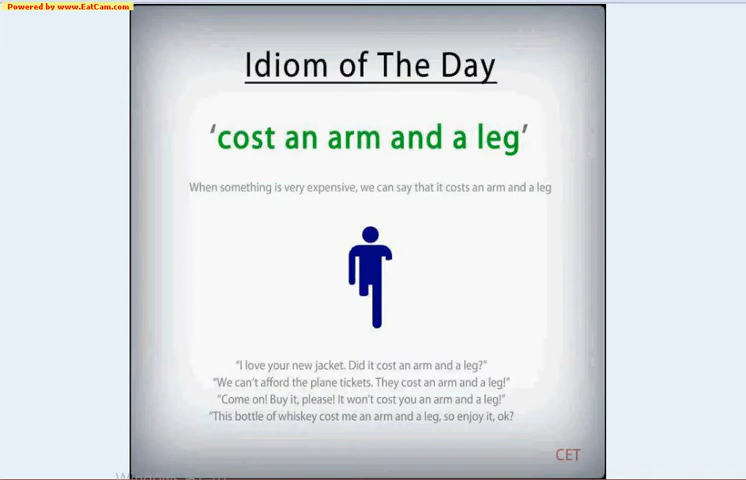 Powered by www.EatCam.com
Idiom of The Day
‘cost an arm and a leg’
When something is very expensive, we can say that it costs an arm and a leg
“I love your new jacket. Did it cost an arm and a leg?”
“We can’t afford the plane tickets. They cost an arm and a leg!”
“Come on! Buy it, please! It won’t cost you an arm and a leg!”
“This bottle of whiskey cost me an arm and a leg, so enjoy it, ok?
CET